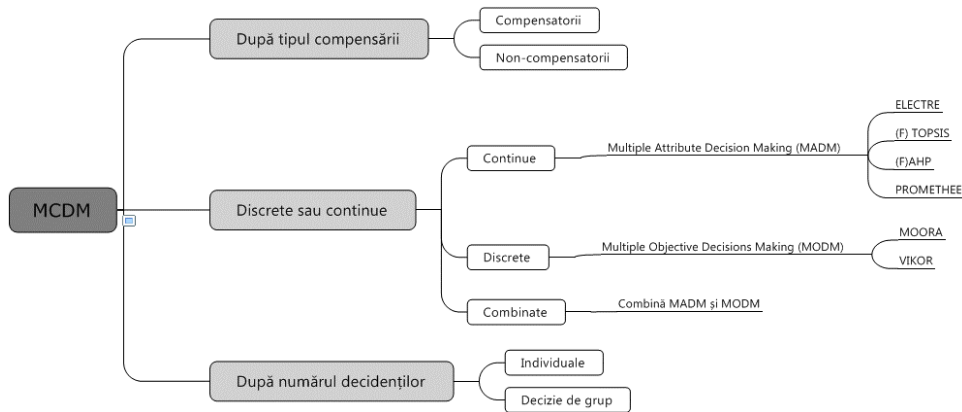 După tipul compensării
Compensatorii
Non-compensatorii
MCDM
Discrete sau continue
Continue
Multiple Attribute Decision Making (MADM)
ELECTRE
(F) TOPSIS
(F)AHP
PROMETHEE
Discrete
Multiple Objective Decisions Making (MODM)
MOORA
VIKOR
Combinate
Combină MADM și MODM
După numărul decidenților
Individuale
Decizie de grup